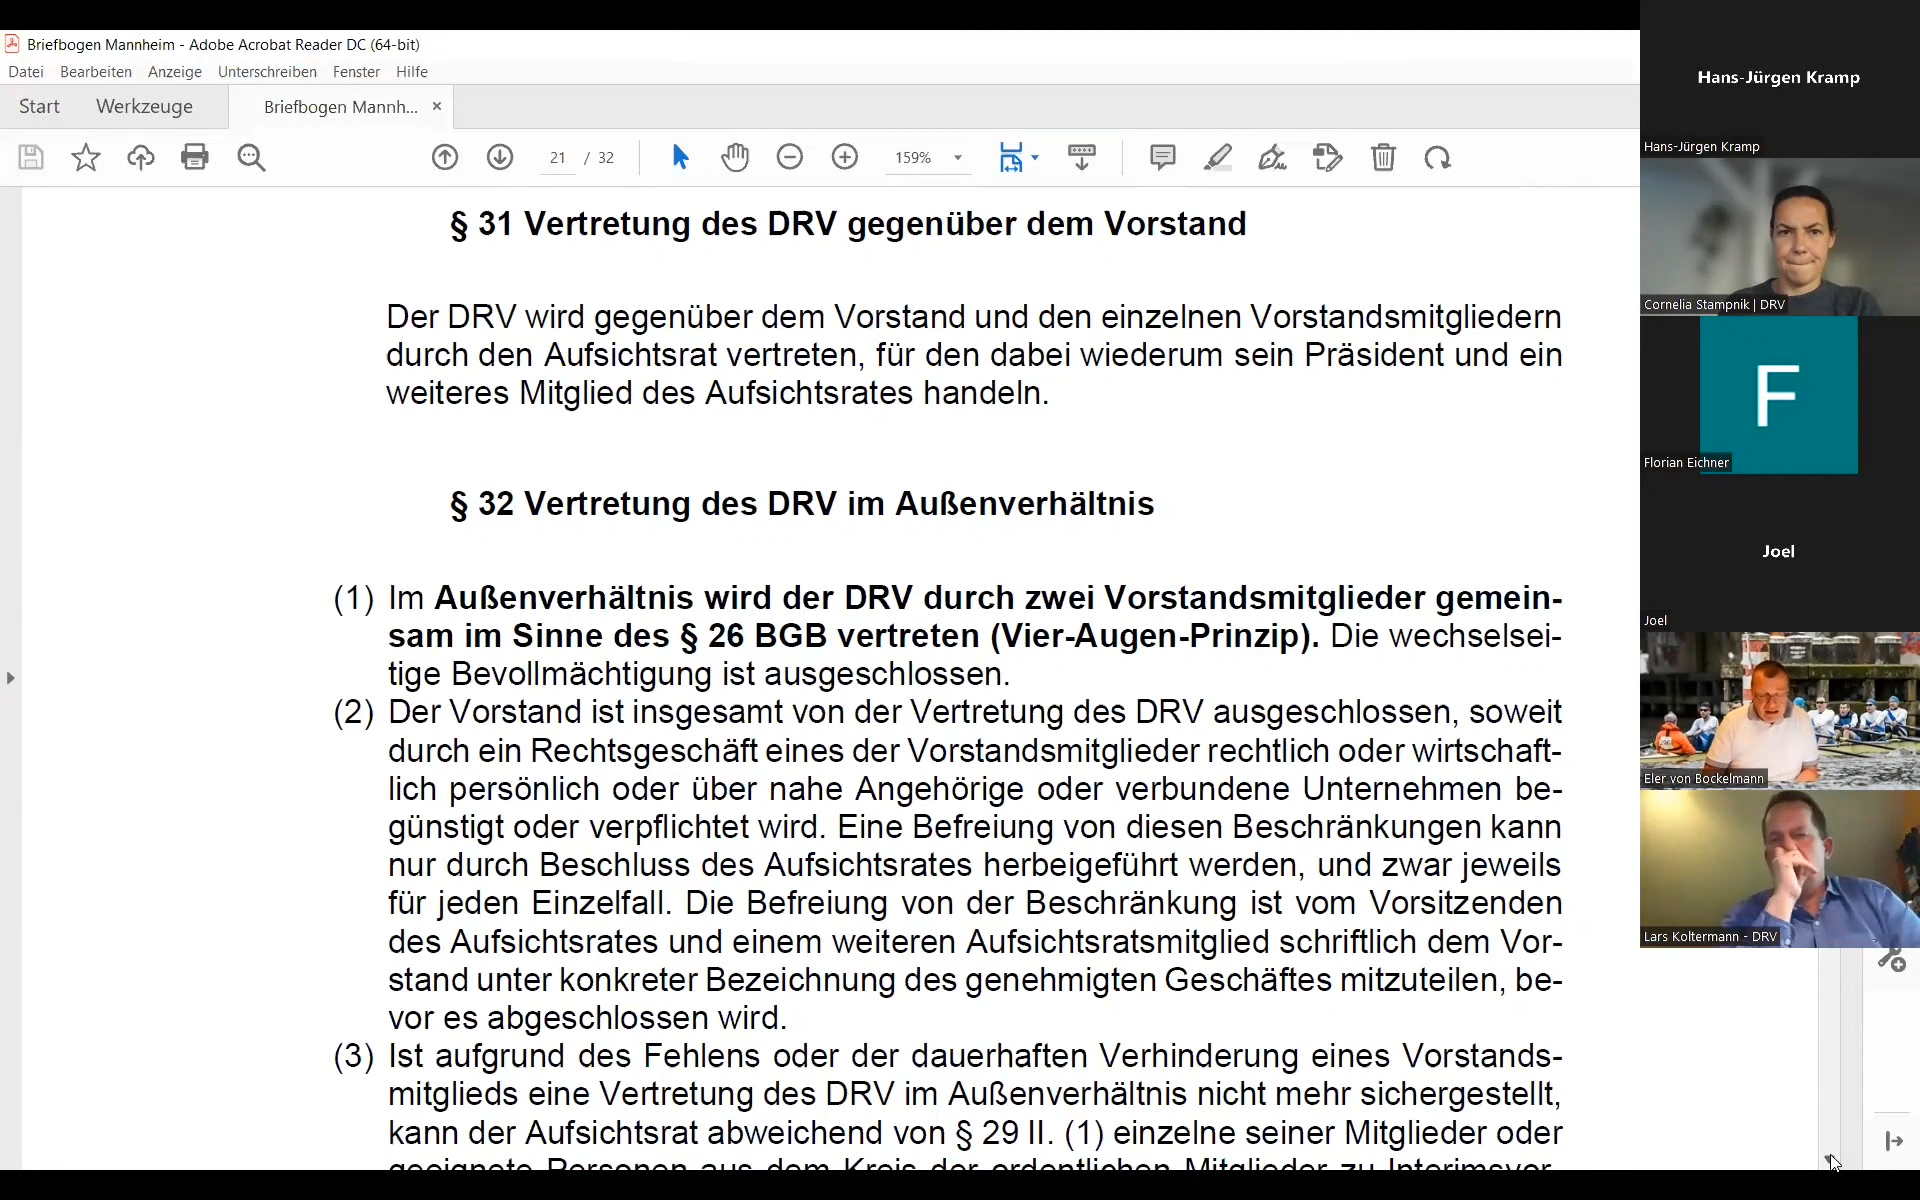 Briefbogen Mannheim - Adobe Acrobat Reader DC (64-bit)
Datei Bearbeiten Anzeige Unterschreiben Fenster Hilfe
Start Werkzeuge Briefbogen Mannh... ×
21 / 32 159%
§ 31 Vertretung des DRV gegenüber dem Vorstand
Der DRV wird gegenüber dem Vorstand und den einzelnen Vorstandsmitgliedern
durch den Aufsichtsrat vertreten, für den dabei wiederum sein Präsident und ein
weiteres Mitglied des Aufsichtsrates handeln.
§ 32 Vertretung des DRV im Außenverhältnis
(1) Im Außenverhältnis wird der DRV durch zwei Vorstandsmitglieder gemein-
sam im Sinne des § 26 BGB vertreten (Vier-Augen-Prinzip). Die wechselsei-
tige Bevollmächtigung ist ausgeschlossen.
(2) Der Vorstand ist insgesamt von der Vertretung des DRV ausgeschlossen, soweit
durch ein Rechtsgeschäft eines der Vorstandsmitglieder rechtlich oder wirtschaft-
lich persönlich oder über nahe Angehörige oder verbundene Unternehmen be-
günstigt oder verpflichtet wird. Eine Befreiung von diesen Beschränkungen kann
nur durch Beschluss des Aufsichtsrates herbeigeführt werden, und zwar jeweils
für jeden Einzelfall. Die Befreiung von der Beschränkung ist vom Vorsitzenden
des Aufsichtsrates und einem weiteren Aufsichtsratsmitglied schriftlich dem Vor-
stand unter konkreter Bezeichnung des genehmigten Geschäftes mitzuteilen, be-
vor es abgeschlossen wird.
(3) Ist aufgrund des Fehlens oder der dauerhaften Verhinderung eines Vorstands-
mitglieds eine Vertretung des DRV im Außenverhältnis nicht mehr sichergestellt,
kann der Aufsichtsrat abweichend von § 29 II. (1) einzelne seiner Mitglieder oder
geeignete Personen aus dem Kreis der ordentlichen Mitglieder zu Interimsvor-
Hans-Jürgen Kramp
Hans-Jürgen Kramp
Cornelia Stampnik | DRV
F
Florian Eichner
Joel
Joel
Eler von Bockelmann
Lars Koltermann - DRV